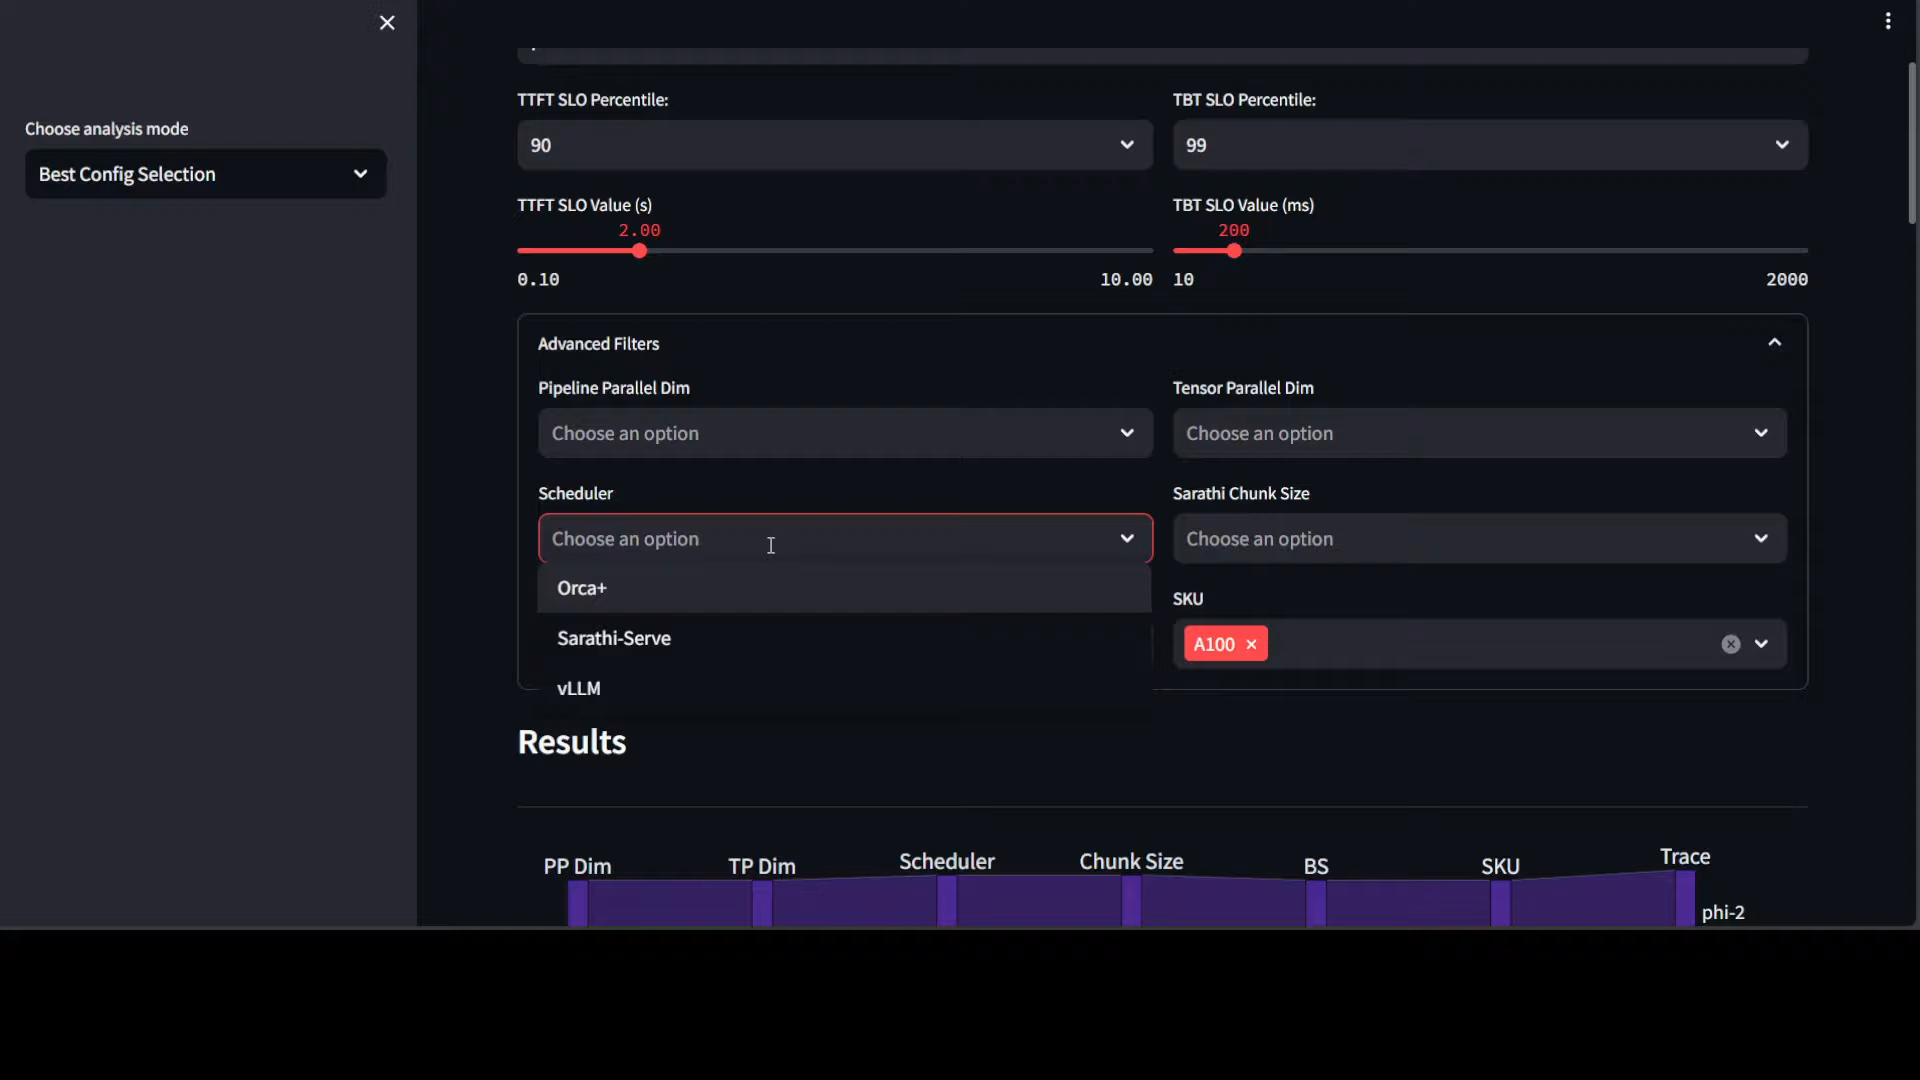 Choose analysis mode
Best Config Selection
TTFT SLO Percentile:
TBT SLO Percentile:
90
99
TTFT SLO Value (s)
TBT SLO Value (ms)
2.00
200
0.10
10.00
10
2000
Advanced Filters
Pipeline Parallel Dim
Tensor Parallel Dim
Choose an option
Choose an option
Scheduler
Sarathi Chunk Size
Choose an option
Choose an option
Orca+
Sarathi-Serve
vLLM
SKU
A100
Results
PP Dim
TP Dim
Scheduler
Chunk Size
BS
SKU
Trace
phi-2